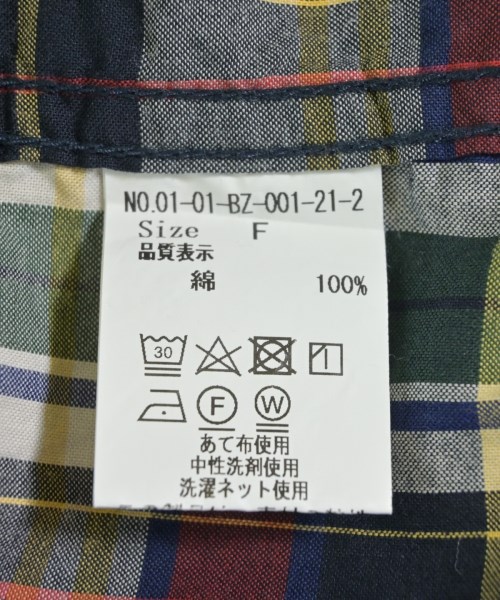 NO.01-01-BZ-001-21-2
Size F
品質表示
綿 100%
30
F W
あて布使用
中性洗剤使用
洗濯ネット使用